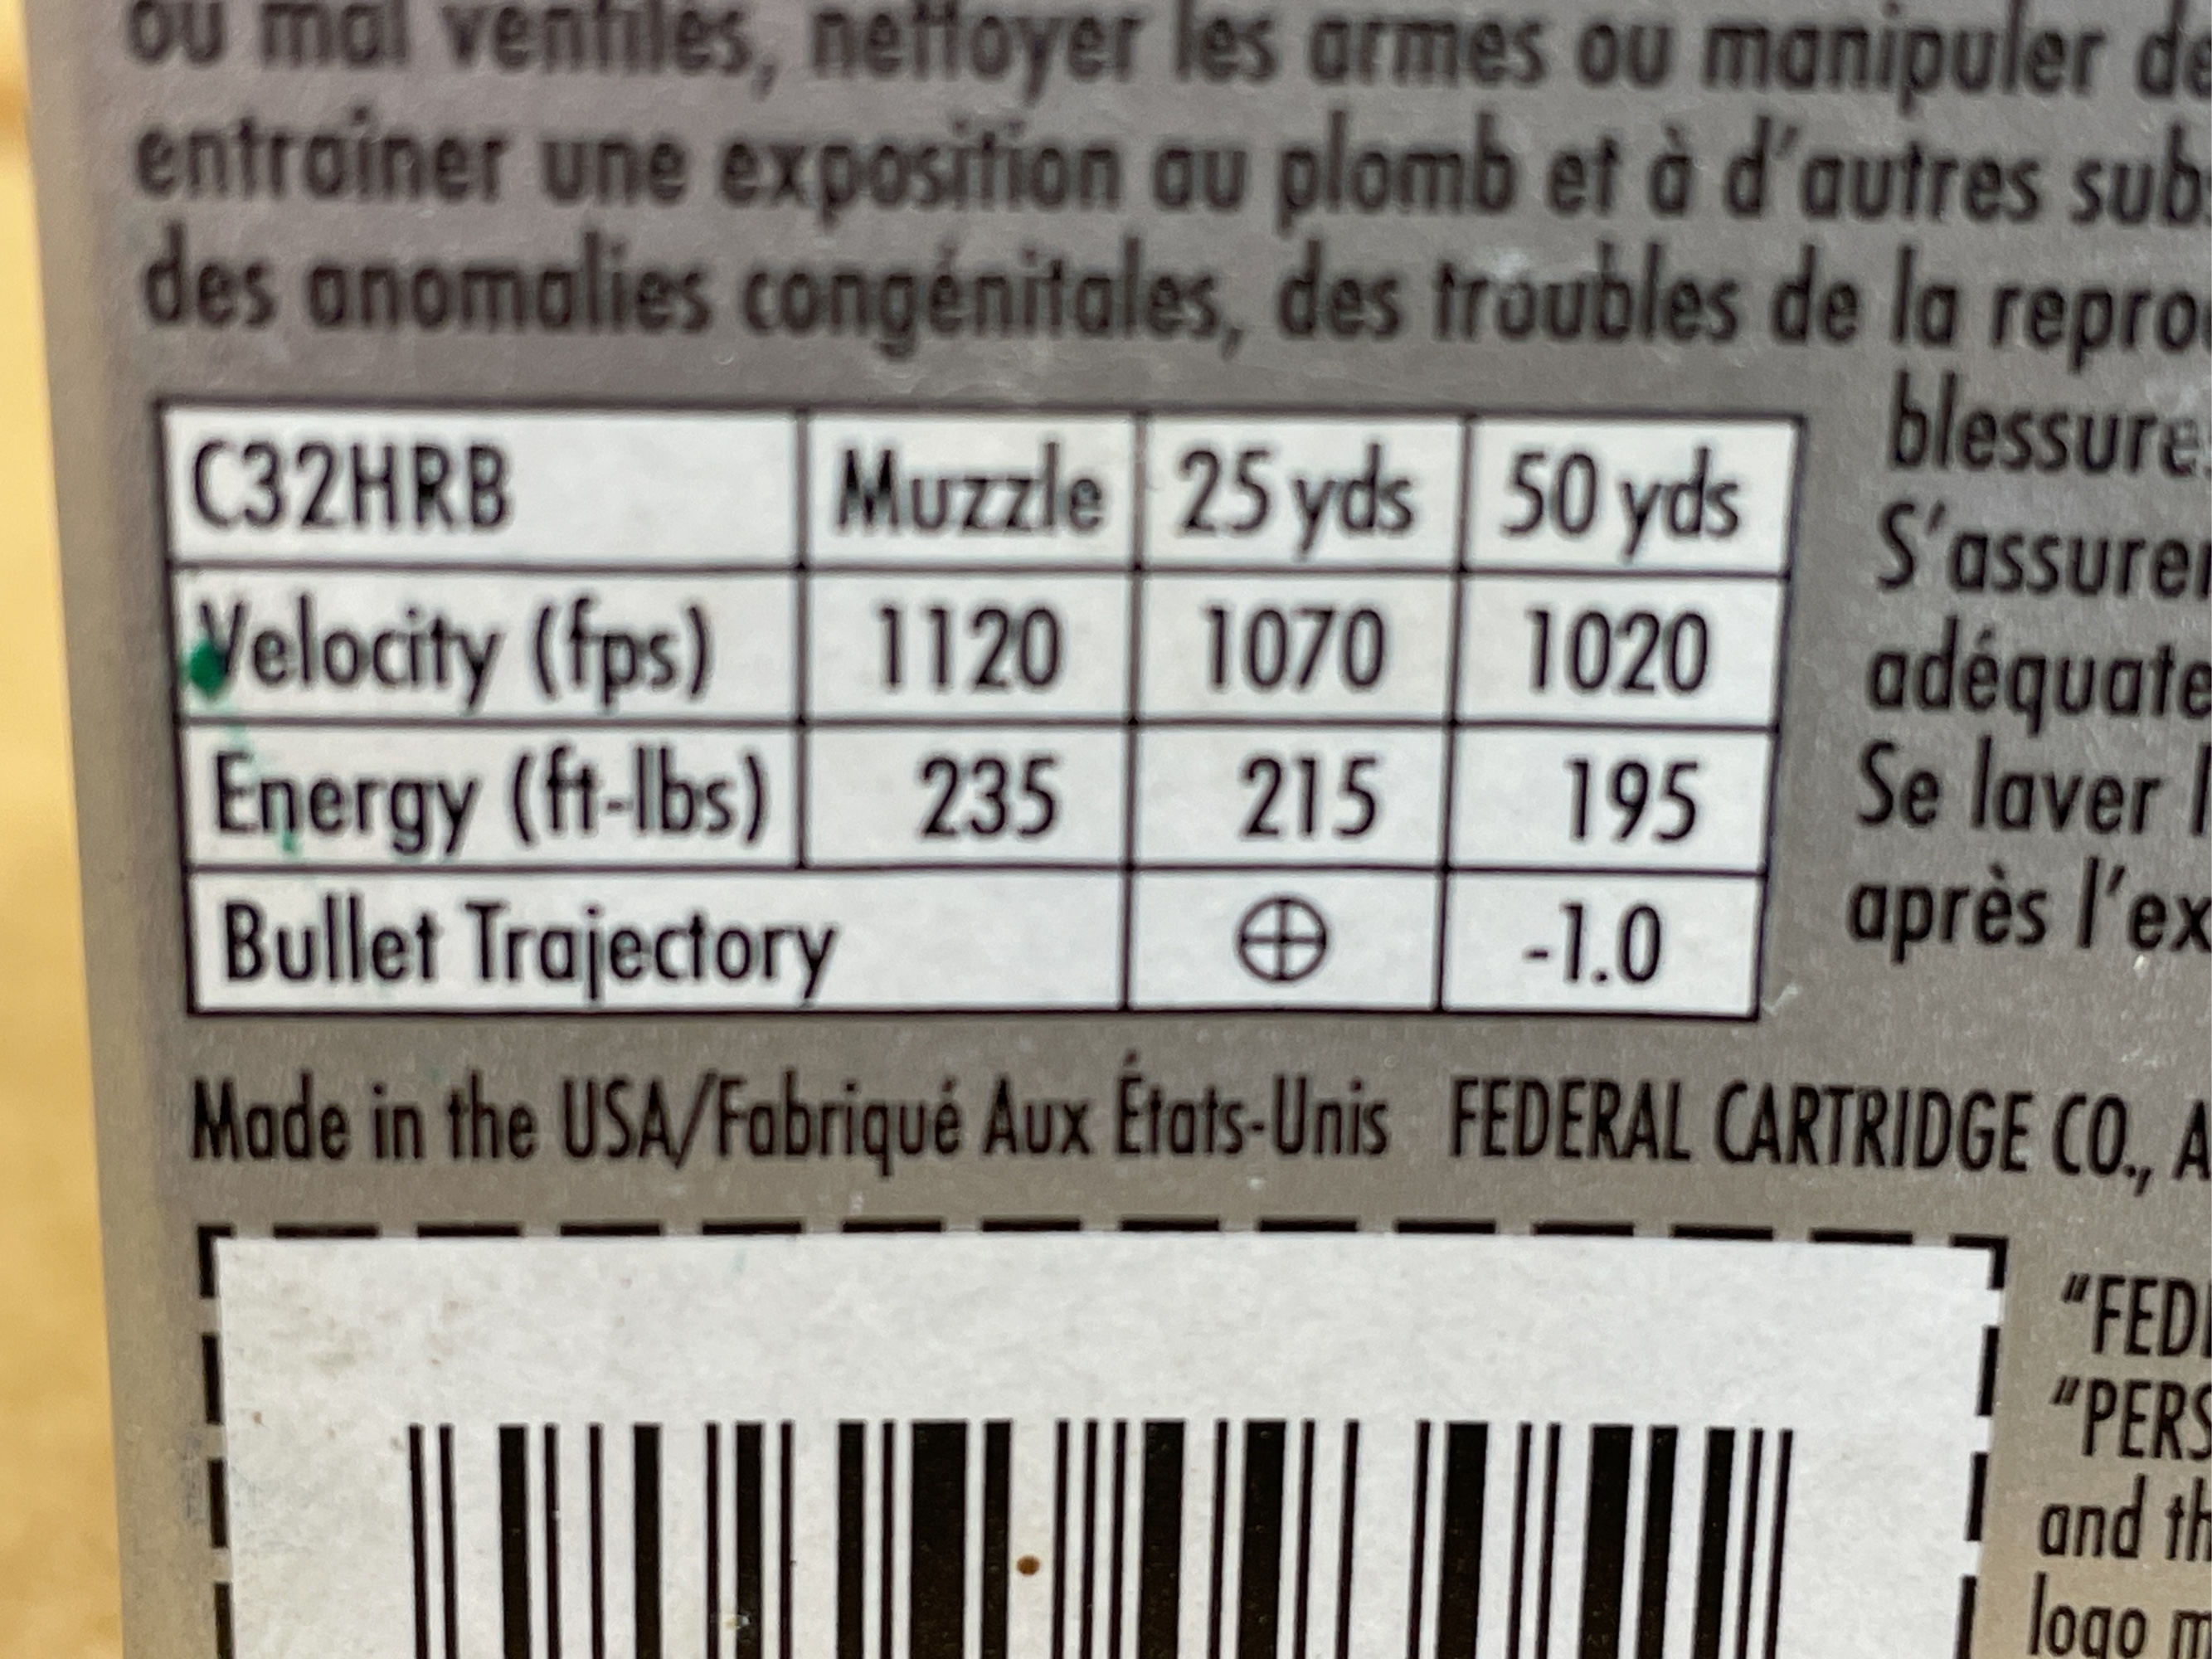 ou mal ventilés, nettoyer les armes ou manipuler de
entraîner une exposition au plomb et à d'autres sub
des anomalies congénitales, des troubles de la repro
blessure
S'assurer
adéquate
Se laver l
après l'ex
C32HRB Muzzle 25 yds 50 yds
Velocity (fps) 1120 1070 1020
Energy (ft-lbs) 235 215 195
Bullet Trajectory ⊕ -1.0
Made in the USA/Fabriqué Aux États-Unis FEDERAL CARTRIDGE CO., A
"FED
"PERS
and th
logo m